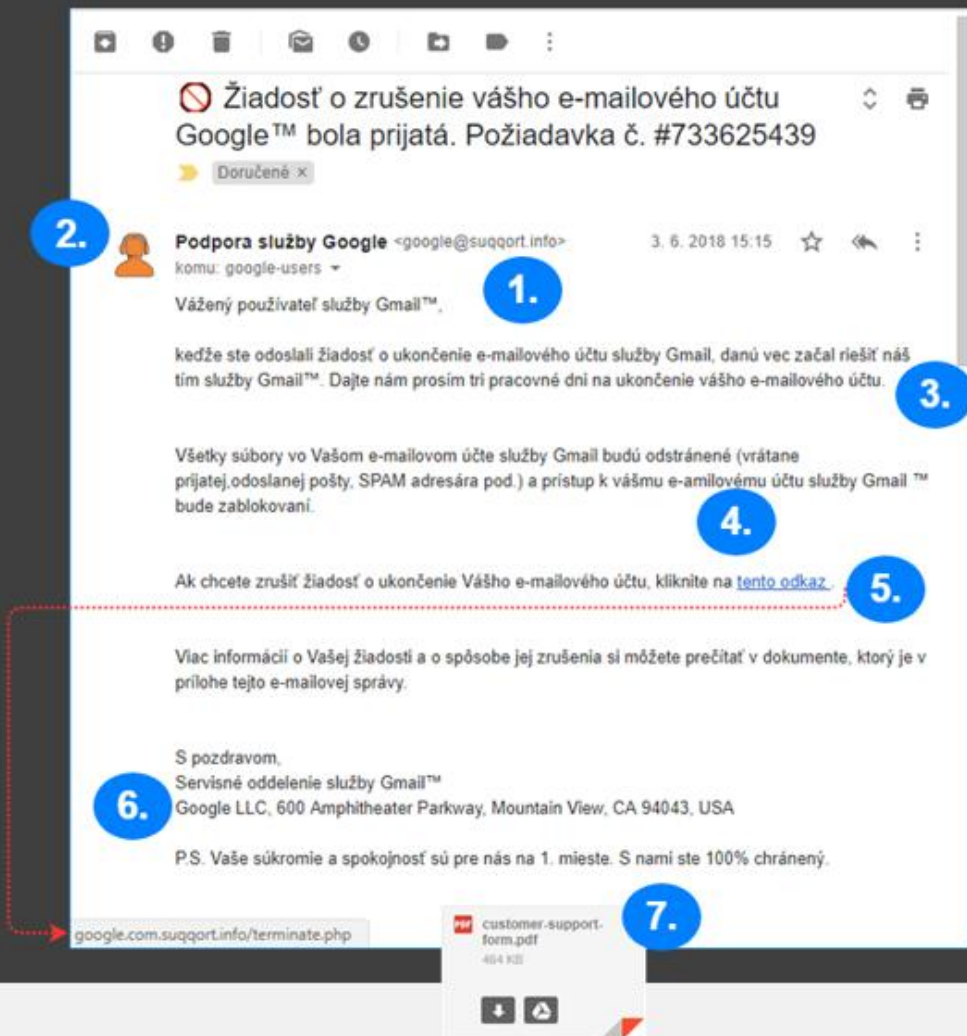 Žiadosť o zrušenie vášho e-mailového účtu
Google™ bola prijatá. Požiadavka č. #733625439
Doručené ×
2.
Podpora služby Google <google@suqqort.info>
3. 6. 2018 15:15
komu: google-users
1.
Vážený používateľ služby Gmail™,
keďže ste odoslali žiadosť o ukončenie e-mailového účtu služby Gmail, danú vec začal riešiť náš
tím služby Gmail™. Dajte nám prosím tri pracovné dni na ukončenie vášho e-mailového účtu.
3.
Všetky súbory vo Vašom e-mailovom účte služby Gmail budú odstránené (vrátane
prijatej,odoslanej pošty, SPAM adresára pod.) a prístup k vášmu e-amilovému účtu služby Gmail ™
bude zablokovaní.
4.
Ak chcete zrušiť žiadosť o ukončenie Vášho e-mailového účtu, kliknite na tento odkaz .
5.
Viac informácií o Vašej žiadosti a o spôsobe jej zrušenia si môžete prečítať v dokumente, ktorý je v
prílohe tejto e-mailovej správy.
S pozdravom,
Servisné oddelenie služby Gmail™
6.
Google LLC, 600 Amphitheater Parkway, Mountain View, CA 94043, USA
P.S. Vaše súkromie a spokojnosť sú pre nás na 1. mieste. S nami ste 100% chránený.
7.
google.com.suqqort.info/terminate.php
PDF
customer-support-
form.pdf
464 KB